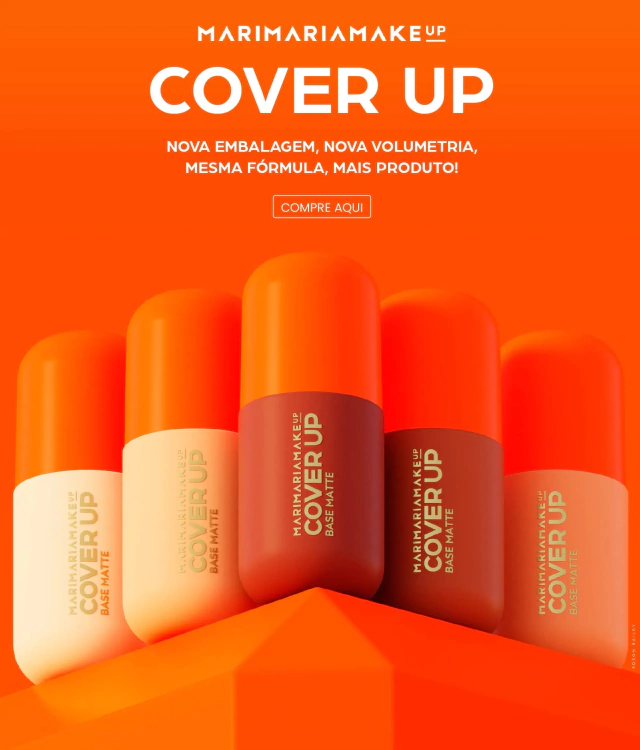 MARIMARIAMAKEUP
COVER UP
NOVA EMBALAGEM, NOVA VOLUMETRIA,
MESMA FÓRMULA, MAIS PRODUTO!
COMPRE AQUI
MARIMARIAMAKEUP
COVER UP
BASE MATTE
MARIMARIAMAKEUP
COVER UP
BASE MATTE
MARIMARIAMAKEUP
COVER UP
BASE MATTE
MARIMARIAMAKEUP
COVER UP
BASE MATTE
MARIMARIAMAKEUP
COVER UP
BASE MATTE